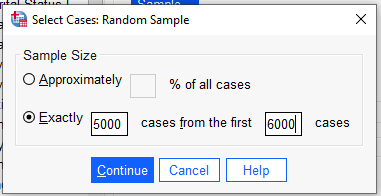 Select Cases: Random Sample
Sample Size
Approximately % of all cases
Exactly 5000 cases from the first 6000 cases
Continue Cancel Help